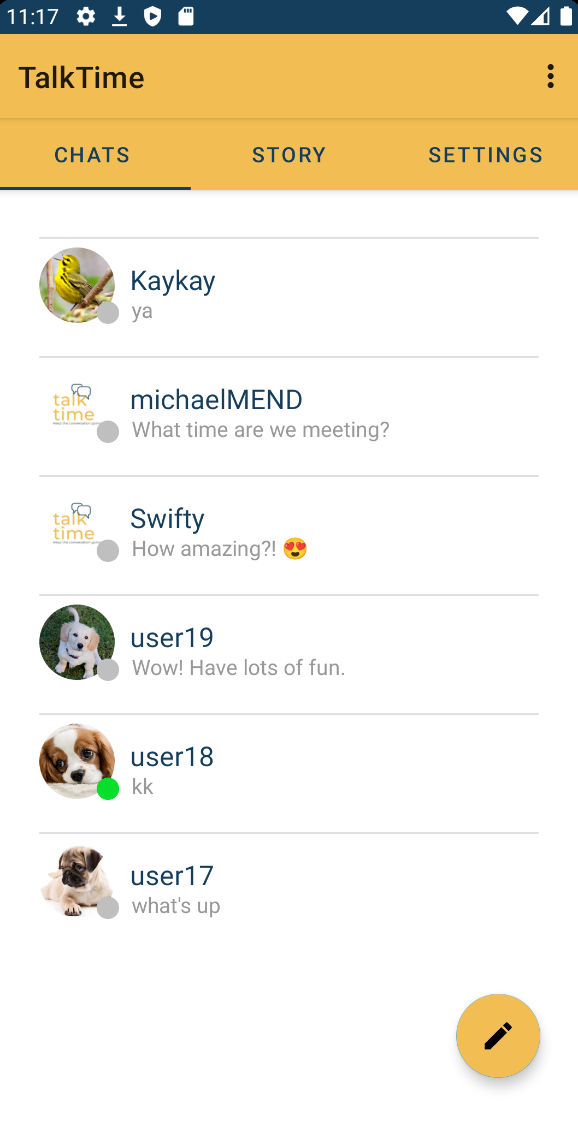 11:17
TalkTime
CHATS STORY SETTINGS
Kaykay
ya
talk
time
michaelMEND
What time are we meeting?
talk
time
Swifty
How amazing?! 😍
user19
Wow! Have lots of fun.
user18
kk
user17
what's up